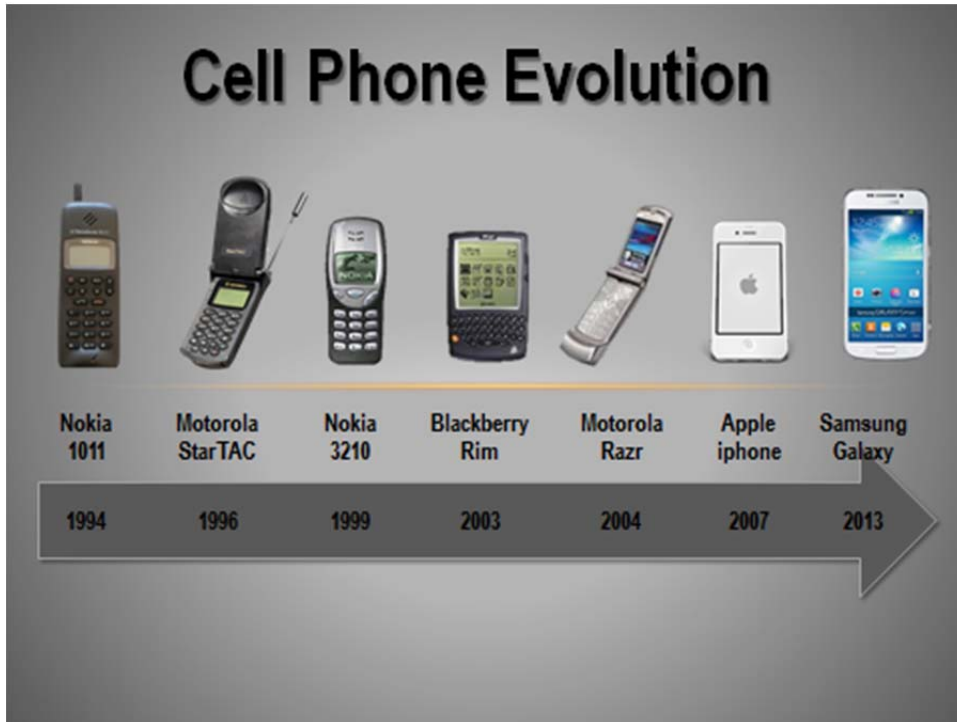 Cell Phone Evolution
NOKIA
Nokia
1011
Motorola
StarTAC
Nokia
3210
Blackberry
Rim
Motorola
Razr
Apple
iphone
Samsung
Galaxy
1994
1996
1999
2003
2004
2007
2013